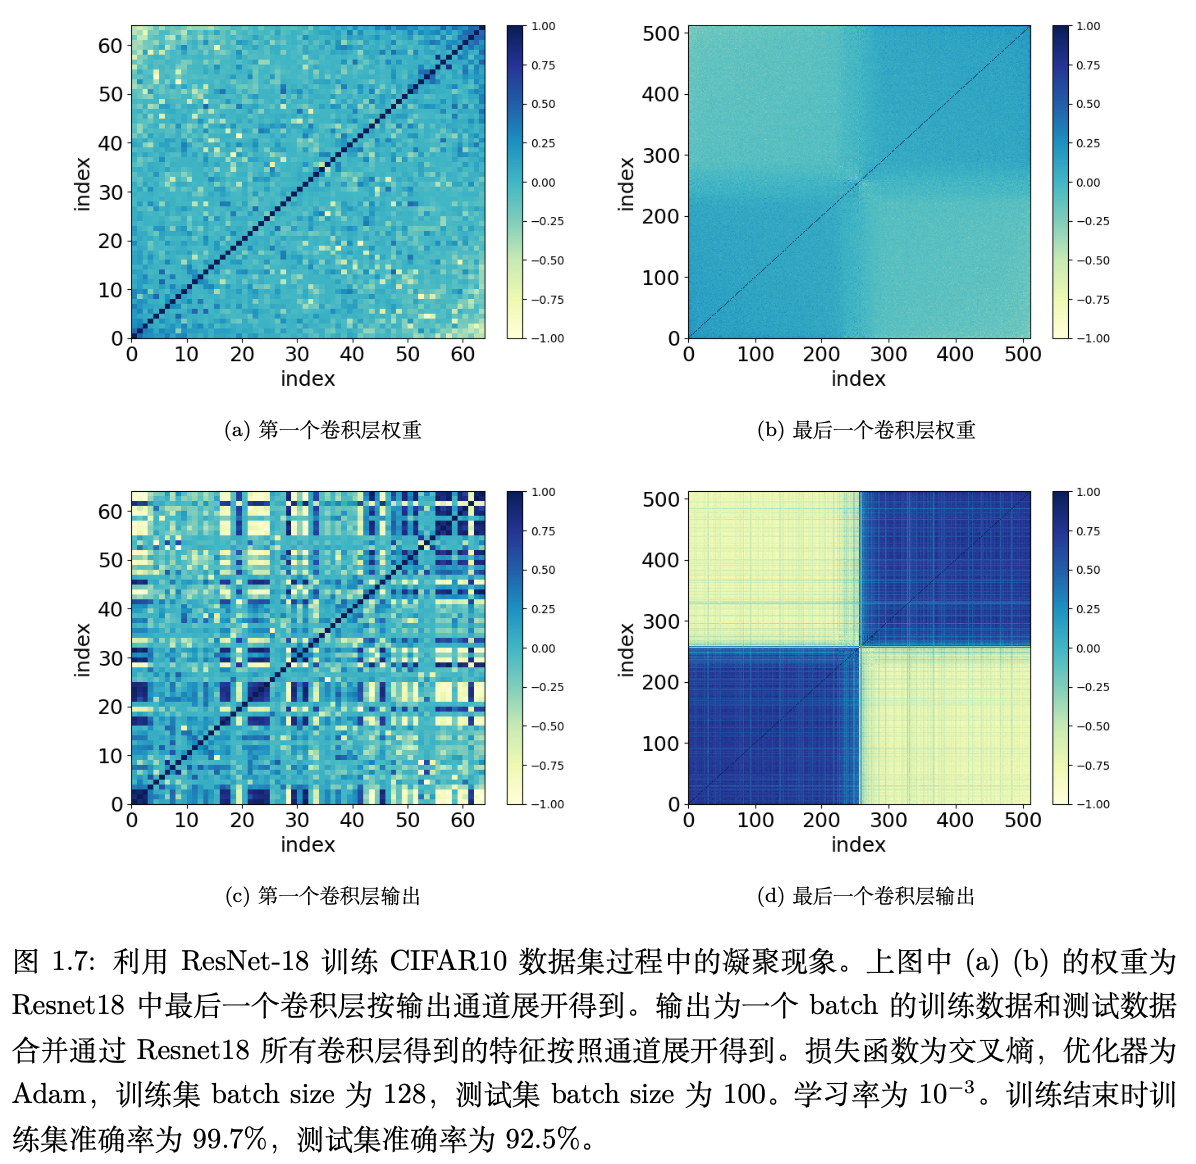 60
50
40
30
20
10
0
0 10 20 30 40 50 60
index
index
1.00
0.75
0.50
0.25
0.00
−0.25
−0.50
−0.75
−1.00
(a) 第一个卷积层权重
500
400
300
200
100
0
0 100 200 300 400 500
index
index
1.00
0.75
0.50
0.25
0.00
−0.25
−0.50
−0.75
−1.00
(b) 最后一个卷积层权重
60
50
40
30
20
10
0
0 10 20 30 40 50 60
index
index
1.00
0.75
0.50
0.25
0.00
−0.25
−0.50
−0.75
−1.00
(c) 第一个卷积层输出
500
400
300
200
100
0
0 100 200 300 400 500
index
index
1.00
0.75
0.50
0.25
0.00
−0.25
−0.50
−0.75
−1.00
(d) 最后一个卷积层输出
图 1.7: 利用 ResNet-18 训练 CIFAR10 数据集过程中的凝聚现象。上图中 (a) (b) 的权重为
Resnet18 中最后一个卷积层按输出通道展开得到。输出为一个 batch 的训练数据和测试数据
合并通过 Resnet18 所有卷积层得到的特征按照通道展开得到。损失函数为交叉熵，优化器为
Adam，训练集 batch size 为 128，测试集 batch size 为 100。学习率为 10⁻³。训练结束时训
练集准确率为 99.7%，测试集准确率为 92.5%。